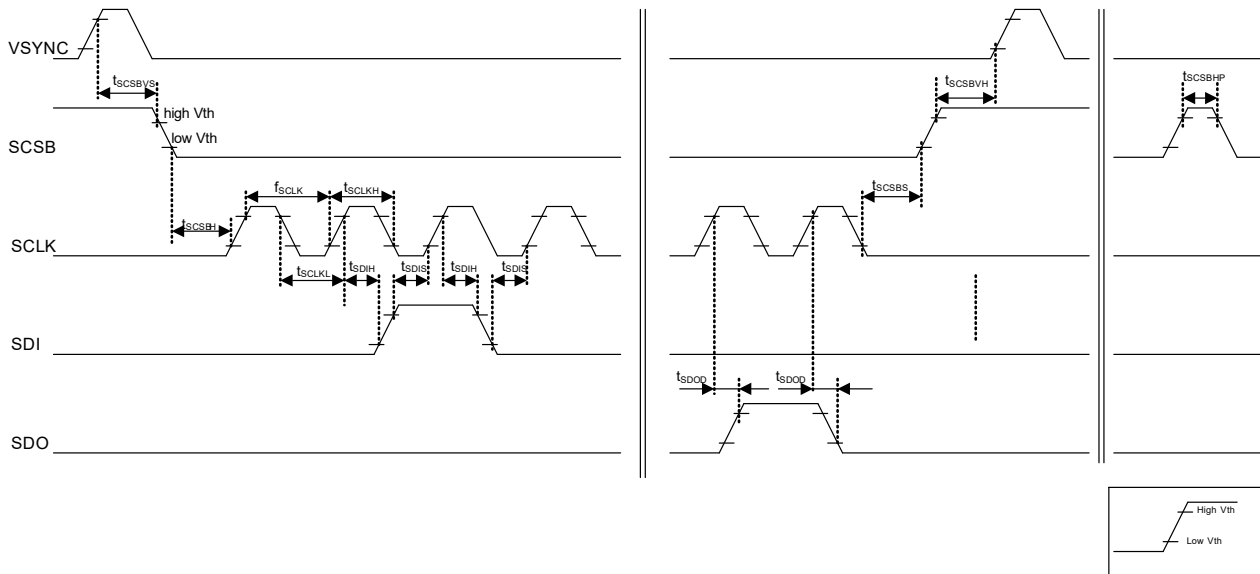 VSYNC
tSCSBVS
tSCSBVH
tSCSBHP
high Vth
low Vth
SCSB
fSCLK
tSCLKH
tSCSBS
tSCSBH
SCLK
tSCLKL
tSDIH
tSDIS
tSDIH
tSDIS
SDI
tSDOD
tSDOD
SDO
High Vth
Low Vth